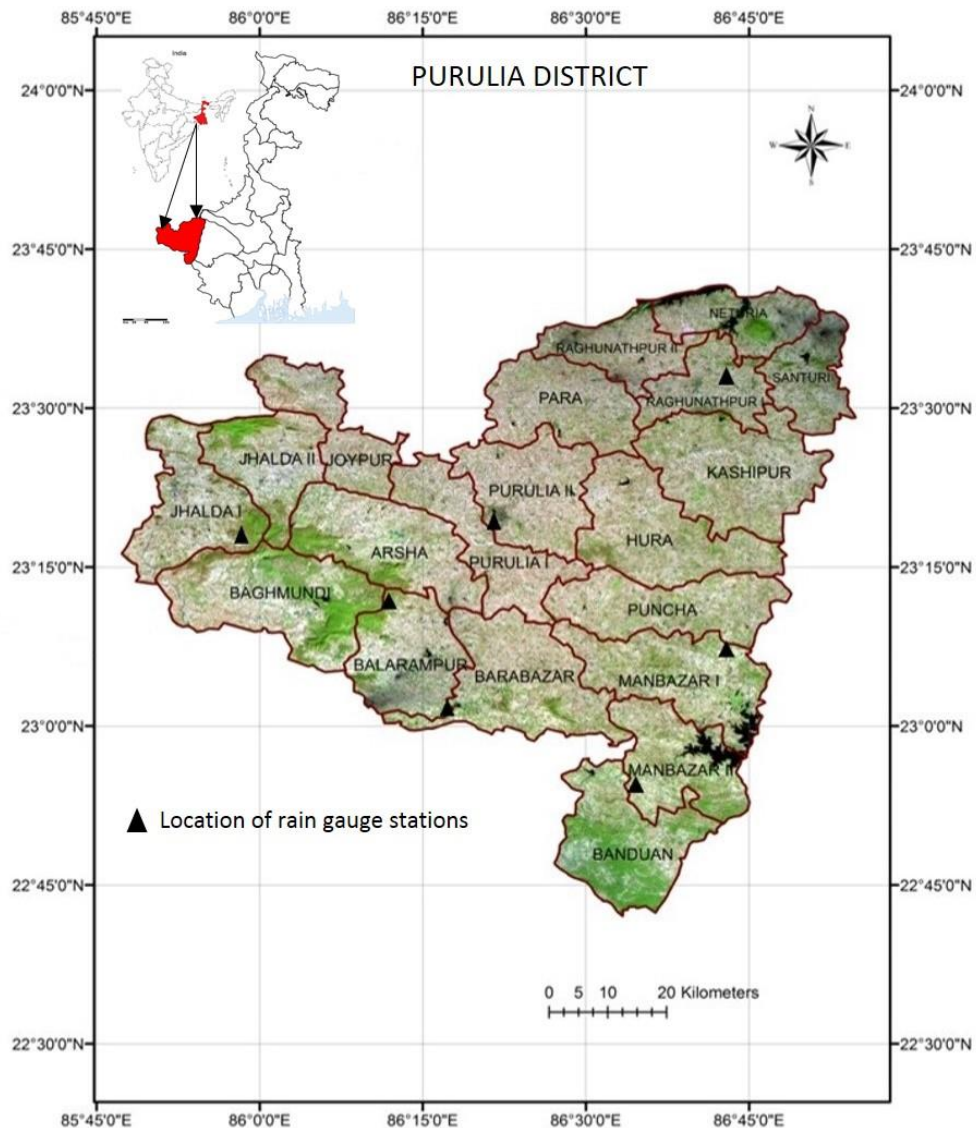 85°45'0"E 86°0'0"E 86°15'0"E 86°30'0"E 86°45'0"E
India
PURULIA DISTRICT
24°0'0"N 24°0'0"N
N
W E
S
23°45'0"N 23°45'0"N
NETURIA
RAGHUNATHPUR II
SANTURI
PARA
RAGHUNATHPUR I
23°30'0"N 23°30'0"N
JHALDA II JOYPUR
KASHIPUR
PURULIA II
JHALDA I
HURA
ARSHA
PURULIA I
23°15'0"N 23°15'0"N
BAGHMUNDI
PUNCHA
BALARAMPUR
BARABAZAR
MANBAZAR I
23°0'0"N 23°0'0"N
MANBAZAR II
Location of rain gauge stations
BANDUAN
22°45'0"N 22°45'0"N
0 5 10 20 Kilometers
22°30'0"N 22°30'0"N
85°45'0"E 86°0'0"E 86°15'0"E 86°30'0"E 86°45'0"E